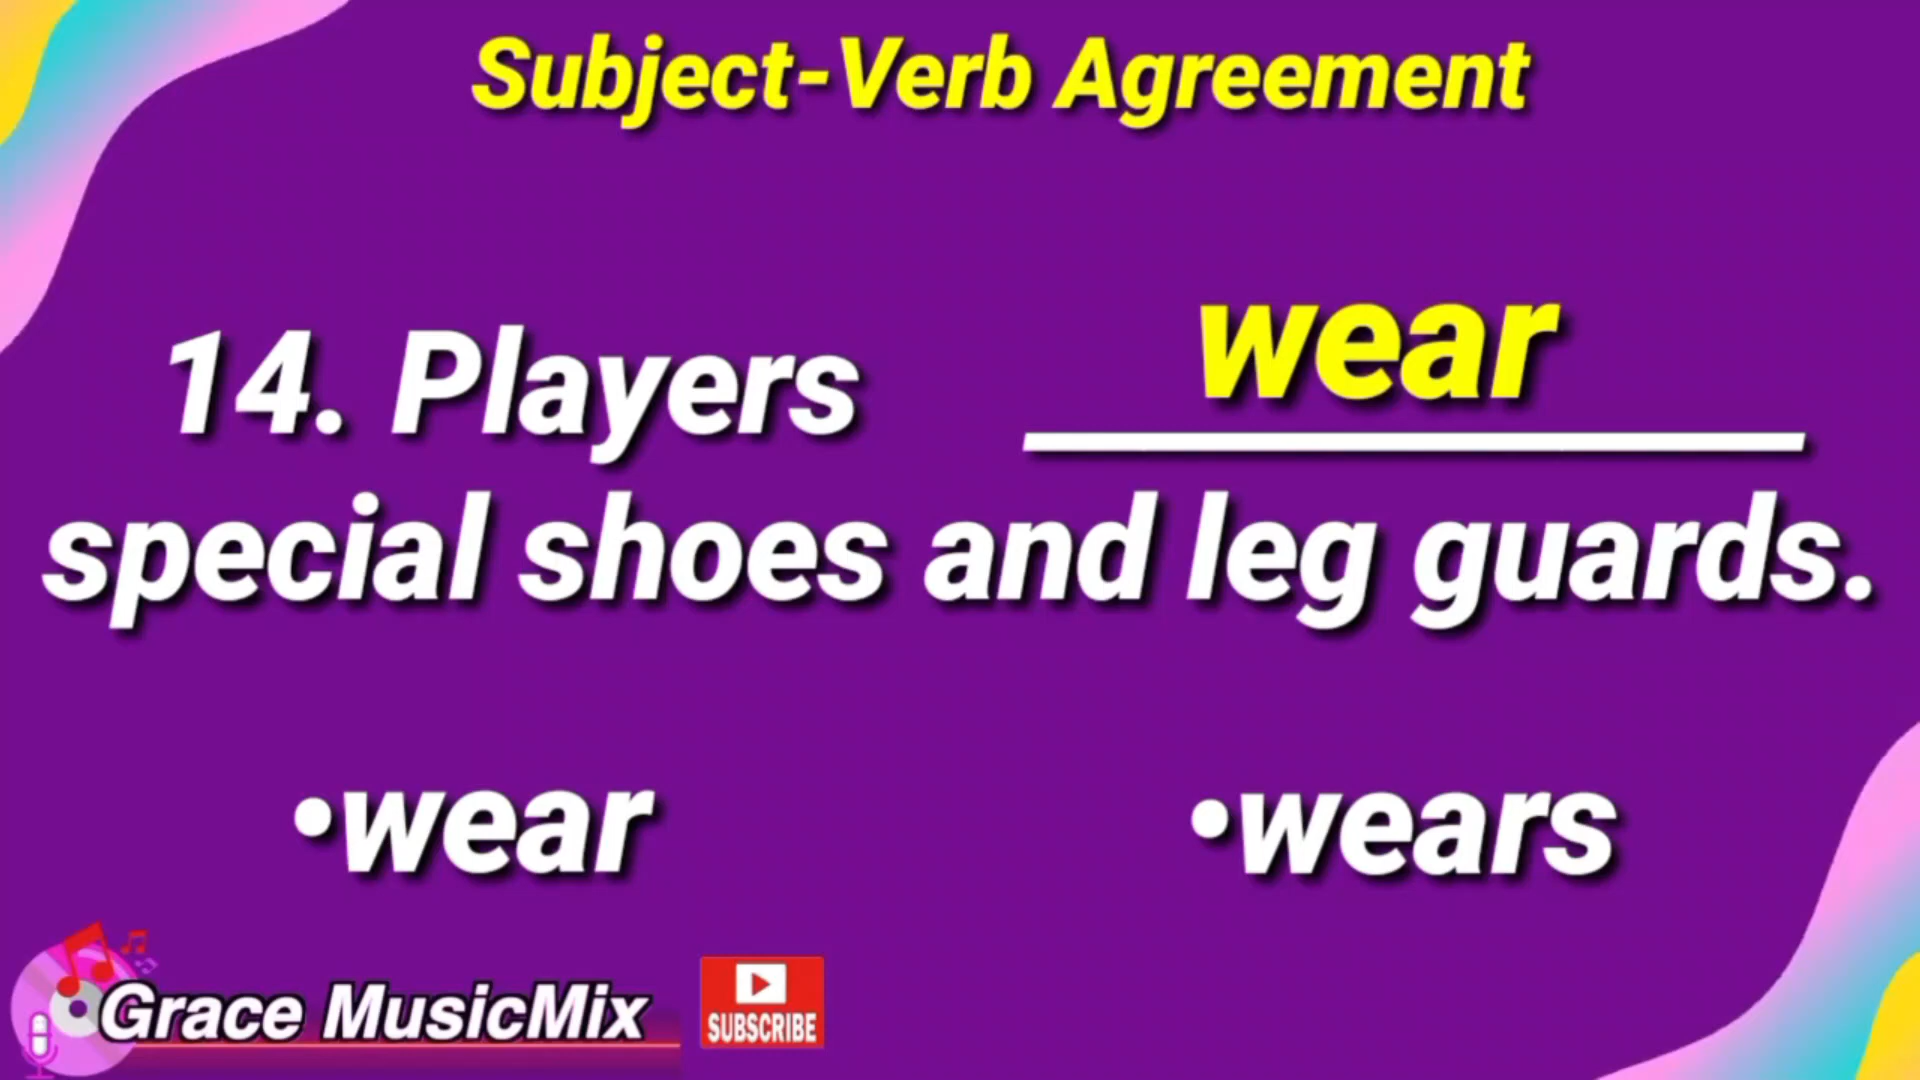 Subject-Verb Agreement
14. Players wear
special shoes and leg guards.
•wear •wears
Grace MusicMix
SUBSCRIBE